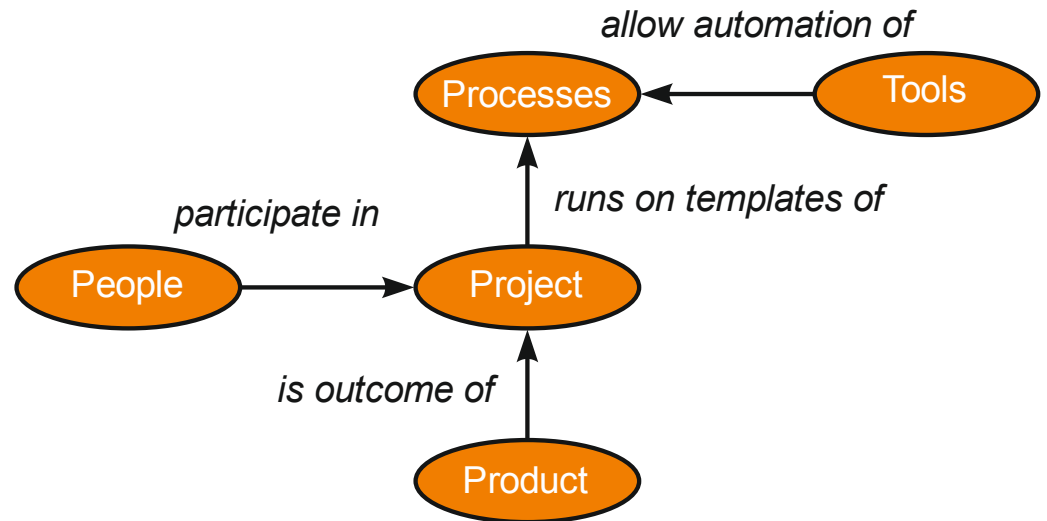 allow automation of
Processes
Tools
runs on templates of
participate in
People
Project
is outcome of
Product